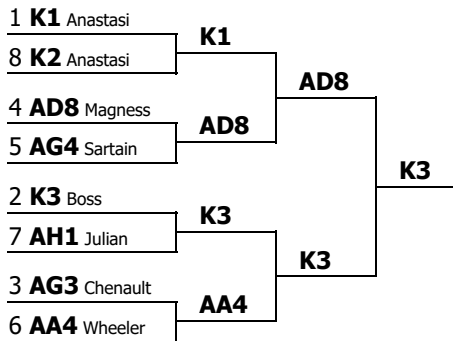 1 K1 Anastasi
K1
8 K2 Anastasi
AD8
4 AD8 Magness
AD8
5 AG4 Sartain
K3
2 K3 Boss
K3
7 AH1 Julian
K3
3 AG3 Chenault
AA4
6 AA4 Wheeler